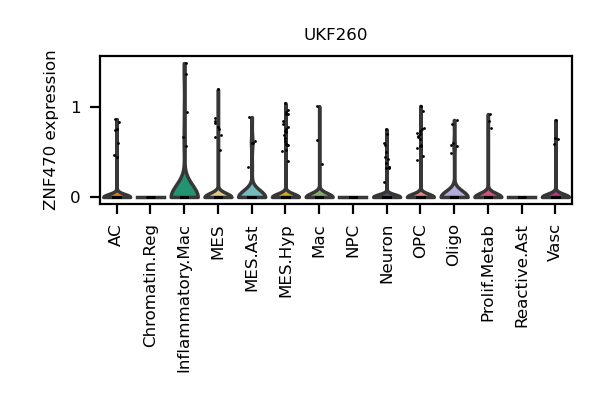 UKF260
ZNF470 expression
1
0
AC
Chromatin.Reg
Inflammatory.Mac
MES
MES.Ast
MES.Hyp
Mac
NPC
Neuron
OPC
Oligo
Prolif.Metab
Reactive.Ast
Vasc